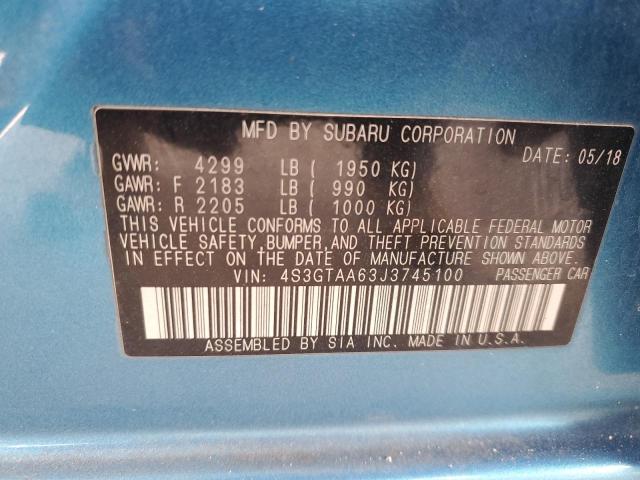 MFD BY SUBARU CORPORATION
DATE: 05/18
GVWR: 4299 LB ( 1950 KG)
GAWR: F 2183 LB ( 990 KG)
GAWR: R 2205 LB ( 1000 KG)
THIS VEHICLE CONFORMS TO ALL APPLICABLE FEDERAL MOTOR
VEHICLE SAFETY, BUMPER, AND THEFT PREVENTION STANDARDS
IN EFFECT ON THE DATE OF MANUFACTURE SHOWN ABOVE.
VIN: 4S3GTAA63J3745100 PASSENGER CAR
ASSEMBLED BY SIA INC. MADE IN U.S.A.